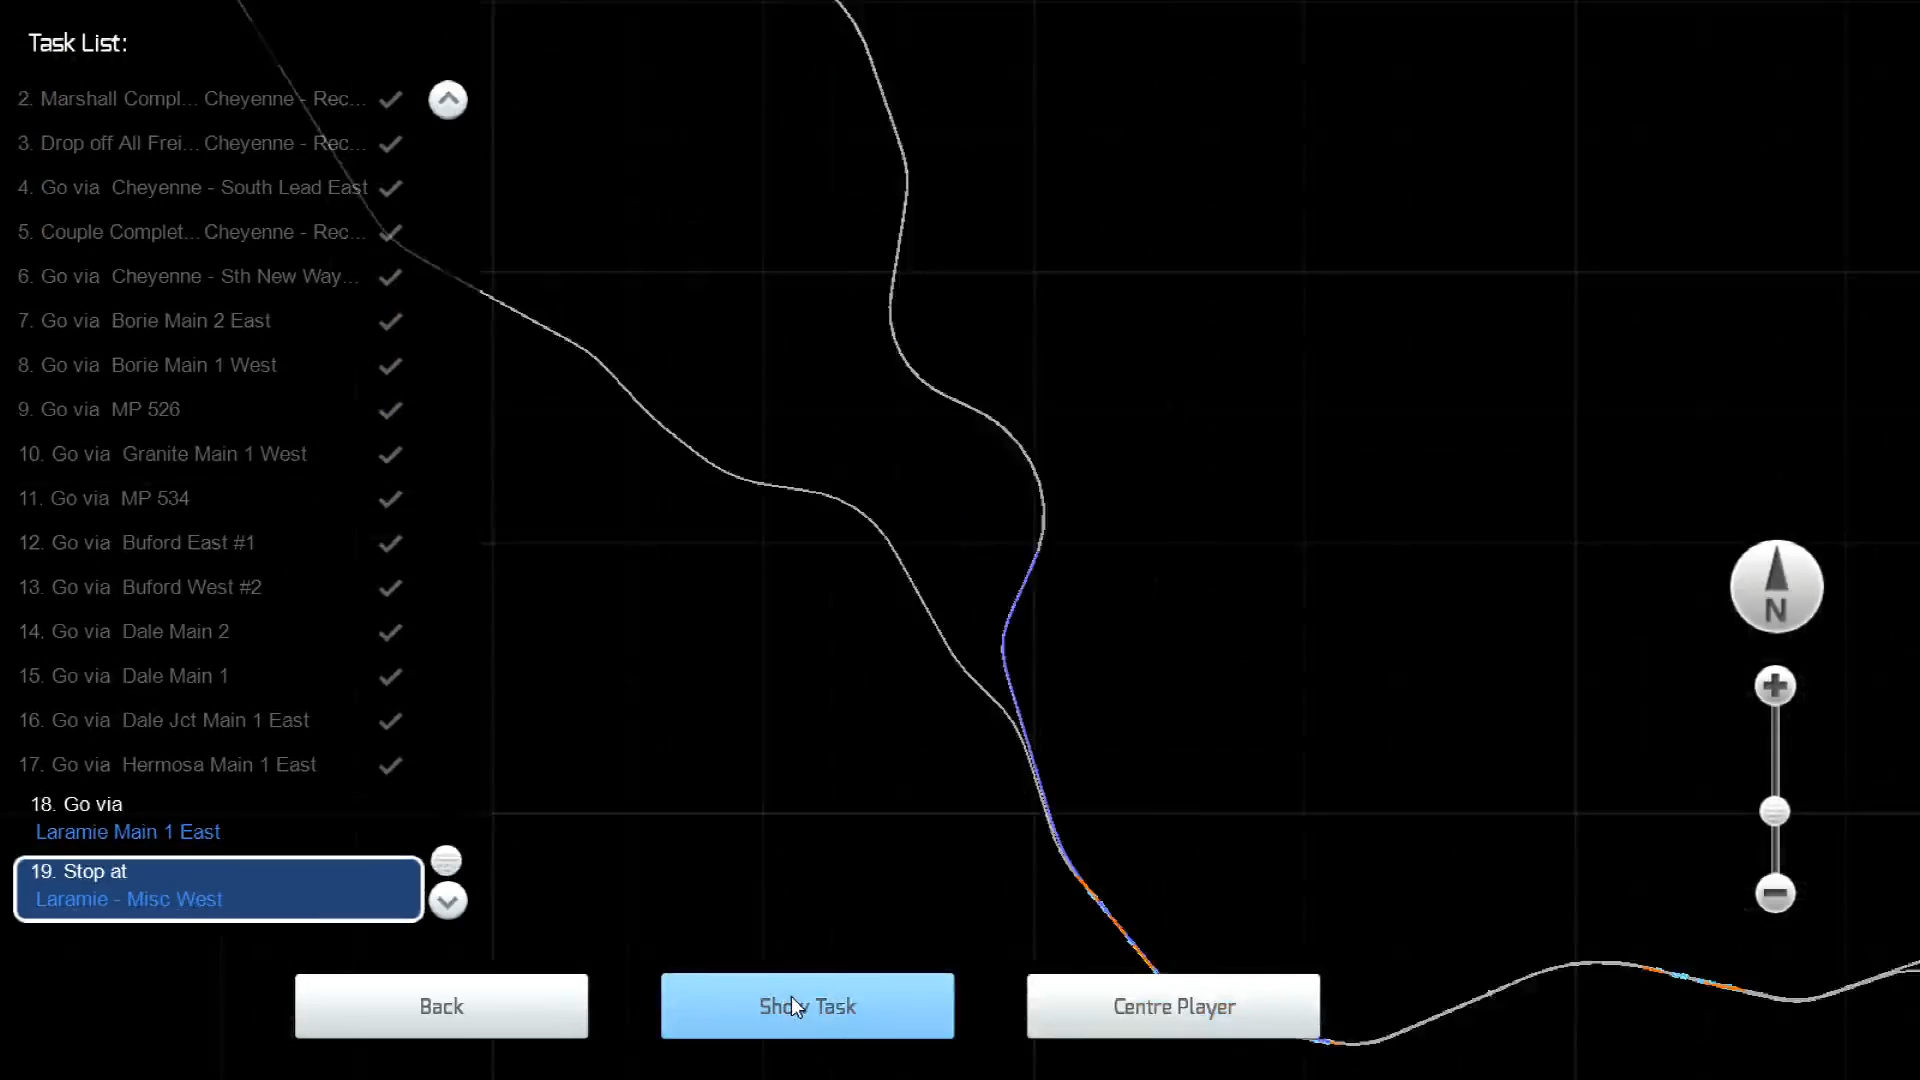 Task List:
2. Marshall Compl... Cheyenne - Rec...
3. Drop off All Frei... Cheyenne - Rec...
4. Go via Cheyenne - South Lead East
5. Couple Complet... Cheyenne - Rec...
6. Go via Cheyenne - Sth New Way...
7. Go via Borie Main 2 East
8. Go via Borie Main 1 West
9. Go via MP 526
10. Go via Granite Main 1 West
11. Go via MP 534
12. Go via Buford East #1
13. Go via Buford West #2
14. Go via Dale Main 2
15. Go via Dale Main 1
16. Go via Dale Jct Main 1 East
17. Go via Hermosa Main 1 East
18. Go via
Laramie Main 1 East
19. Stop at
Laramie - Misc West
N
Back
Show Task
Centre Player